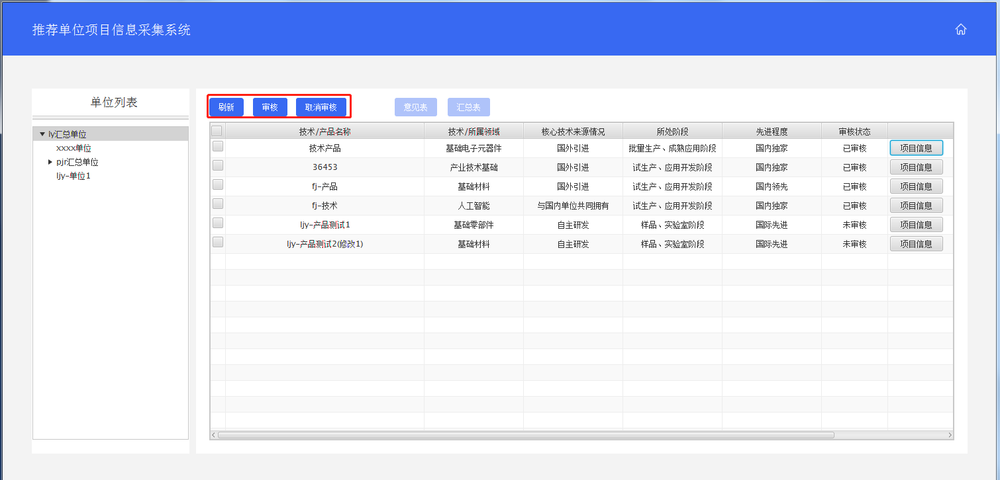 推荐单位项目信息采集系统
单位列表
ly汇总单位
xxxx单位
pjr汇总单位
ljy-单位1
刷新 审核 取消审核 意见表 汇总表
技术/产品名称 技术/所属领域 核心技术来源情况 所处阶段 先进程度 审核状态
技术产品 基础电子元器件 国外引进 批量生产、成熟应用阶段 国内独家 已审核 项目信息
36453 产业技术基础 国外引进 试生产、应用开发阶段 国内独家 已审核 项目信息
fj-产品 基础材料 国外引进 试生产、应用开发阶段 国内领先 已审核 项目信息
fj-技术 人工智能 与国内单位共同拥有 试生产、应用开发阶段 国内独家 已审核 项目信息
ljy-产品测试1 基础零部件 自主研发 样品、实验室阶段 国际先进 未审核 项目信息
ljy-产品测试2(修改1) 基础材料 自主研发 样品、实验室阶段 国际先进 未审核 项目信息